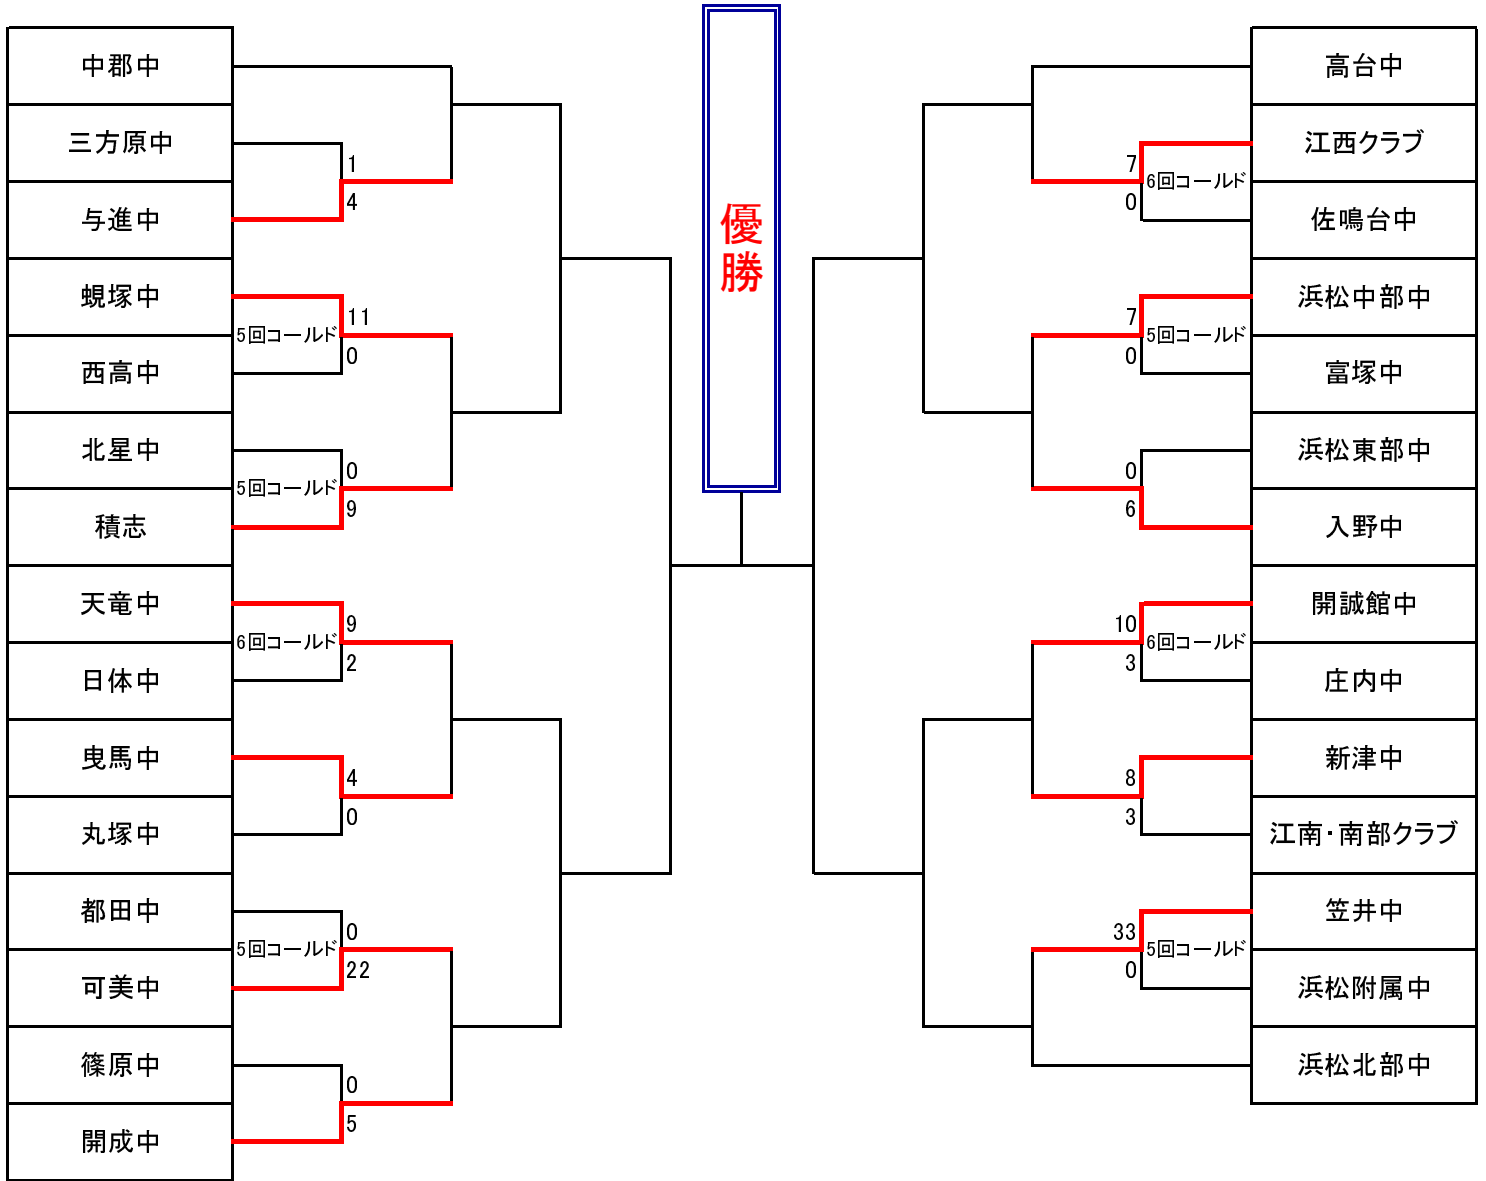 中郡中
三方原中
1
4
与進中
蜆塚中
11
5回コールド
0
西高中
北星中
0
5回コールド
9
積志
天竜中
9
6回コールド
2
日体中
曳馬中
4
0
丸塚中
都田中
0
5回コールド
22
可美中
篠原中
0
5
開成中
優勝
高台中
江西クラブ
7
6回コールド
0
佐鳴台中
浜松中部中
7
5回コールド
0
富塚中
浜松東部中
0
6
入野中
開誠館中
10
6回コールド
3
庄内中
新津中
8
3
江南・南部クラブ
笠井中
33
5回コールド
0
浜松附属中
浜松北部中